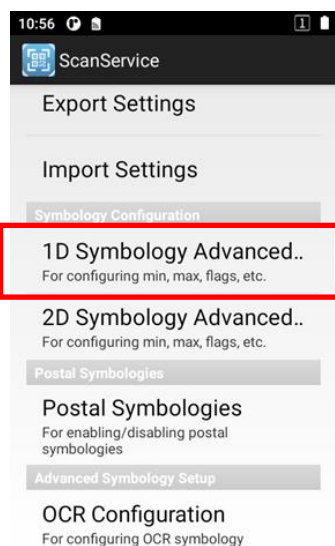 10:56
1
ScanService
Export Settings
Import Settings
Symbology Configuration
1D Symbology Advanced..
For configuring min, max, flags, etc.
2D Symbology Advanced..
For configuring min, max, flags, etc.
Postal Symbologies
Postal Symbologies
For enabling/disabling postal
symbologies
Advanced Symbology Setup
OCR Configuration
For configuring OCR symbology